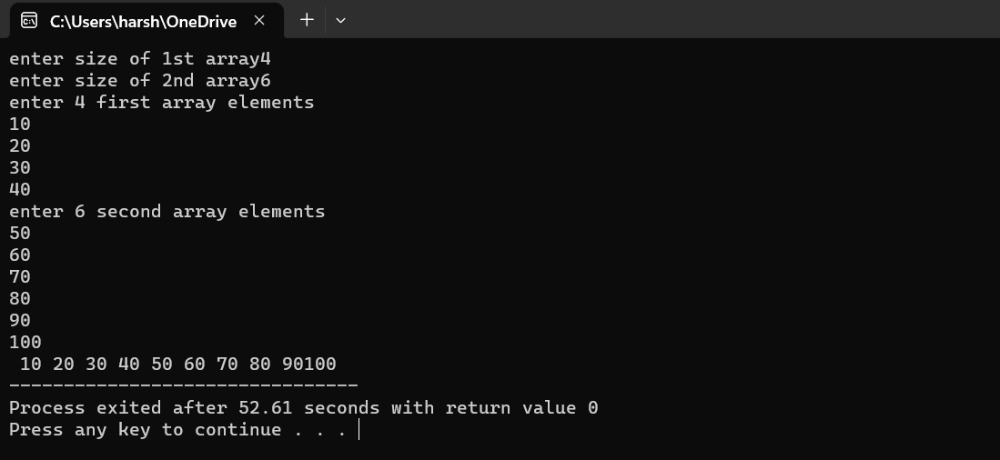 C:\Users\harsh\OneDrive
enter size of 1st array4
enter size of 2nd array6
enter 4 first array elements
10
20
30
40
enter 6 second array elements
50
60
70
80
90
100
 10 20 30 40 50 60 70 80 90100
--------------------------------
Process exited after 52.61 seconds with return value 0
Press any key to continue . . .